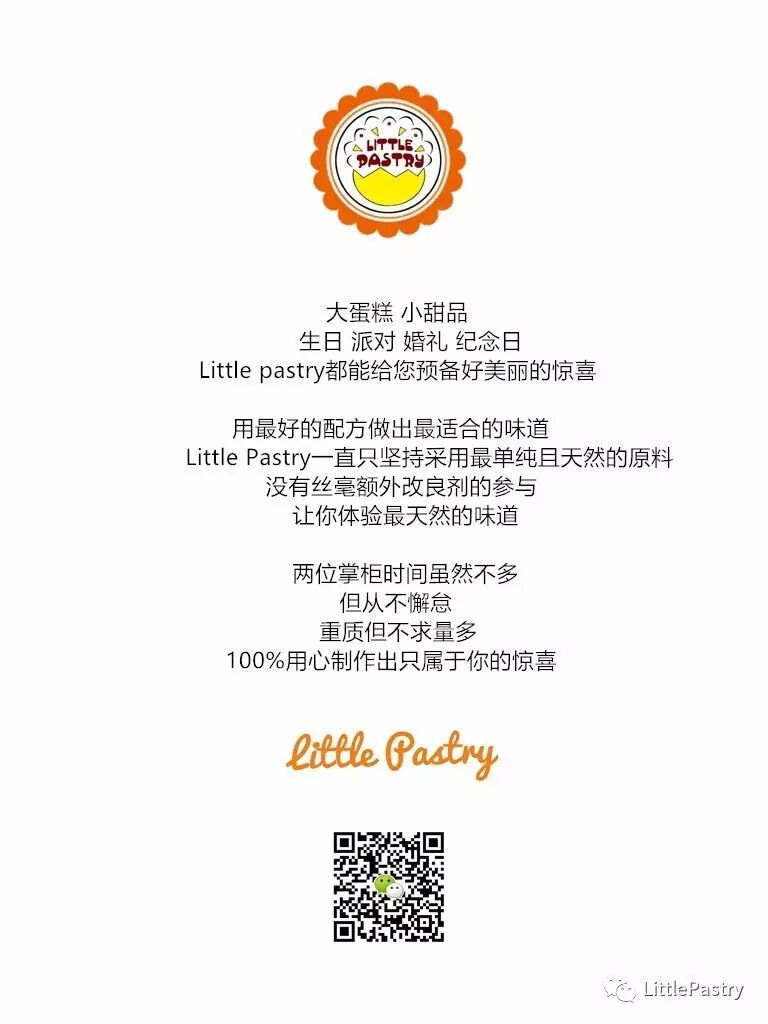 LITTLE
PASTRY
大蛋糕 小甜品
生日 派对 婚礼 纪念日
Little pastry都能给您预备好美丽的惊喜
用最好的配方做出最适合的味道
Little Pastry一直只坚持采用最单纯且天然的原料
没有丝毫额外改良剂的参与
让你体验最天然的味道
两位掌柜时间虽然不多
但从不懈怠
重质但不求量多
100%用心制作出只属于你的惊喜
Little Pastry
LittlePastry